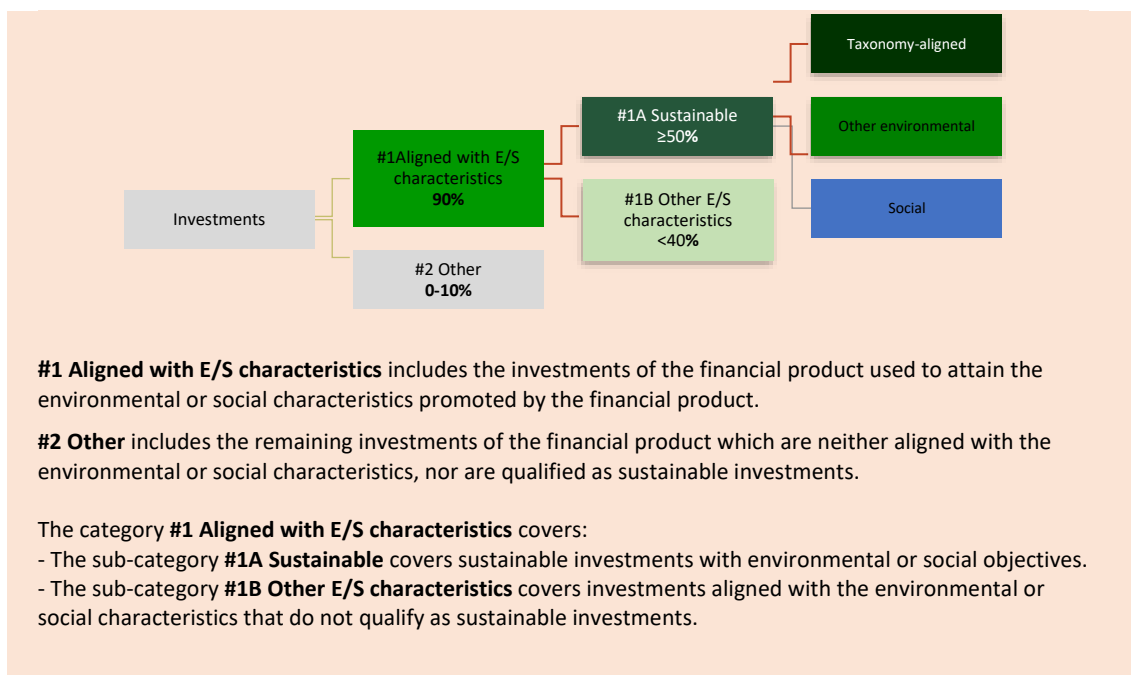 Taxonomy-aligned
#1A Sustainable
≥50%
Other environmental
#1Aligned with E/S
characteristics
90%
#1B Other E/S
characteristics
<40%
Social
Investments
#2 Other
0-10%
#1 Aligned with E/S characteristics includes the investments of the financial product used to attain the
environmental or social characteristics promoted by the financial product.
#2 Other includes the remaining investments of the financial product which are neither aligned with the
environmental or social characteristics, nor are qualified as sustainable investments.
The category #1 Aligned with E/S characteristics covers:
- The sub-category #1A Sustainable covers sustainable investments with environmental or social objectives.
- The sub-category #1B Other E/S characteristics covers investments aligned with the environmental or
social characteristics that do not qualify as sustainable investments.